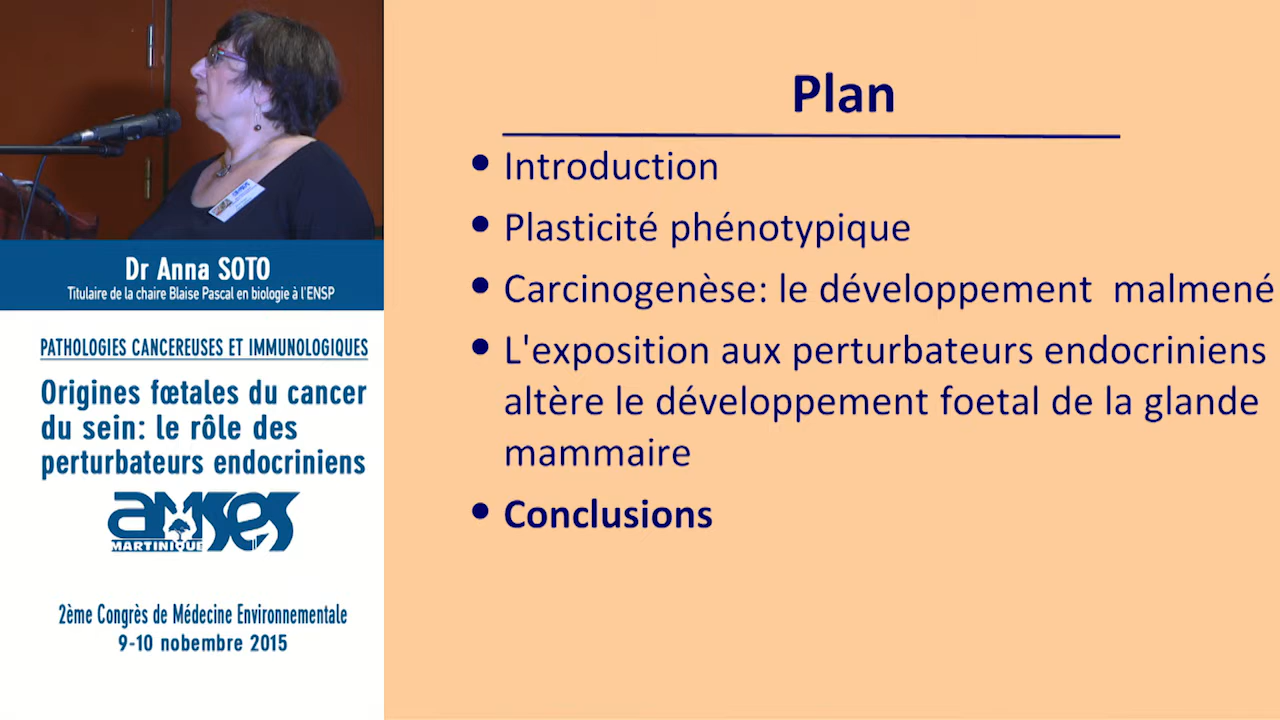 Dr Anna SOTO
Titulaire de la chaire Blaise Pascal en biologie à l'ENSP
PATHOLOGIES CANCEREUSES ET IMMUNOLOGIQUES
Origines fœtales du cancer
du sein: le rôle des
perturbateurs endocriniens
amses
MARTINIQUE
2ème Congrès de Médecine Environnementale
9-10 nobembre 2015
Plan
• Introduction
• Plasticité phénotypique
• Carcinogenèse: le développement malmené
• L'exposition aux perturbateurs endocriniens
altère le développement foetal de la glande
mammaire
• Conclusions